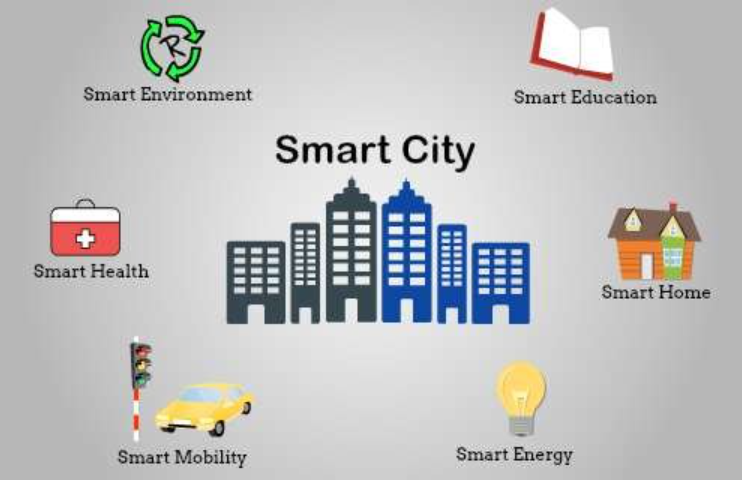 R
Smart Environment
Smart Education
Smart City
Smart Health
Smart Home
Smart Mobility
Smart Energy